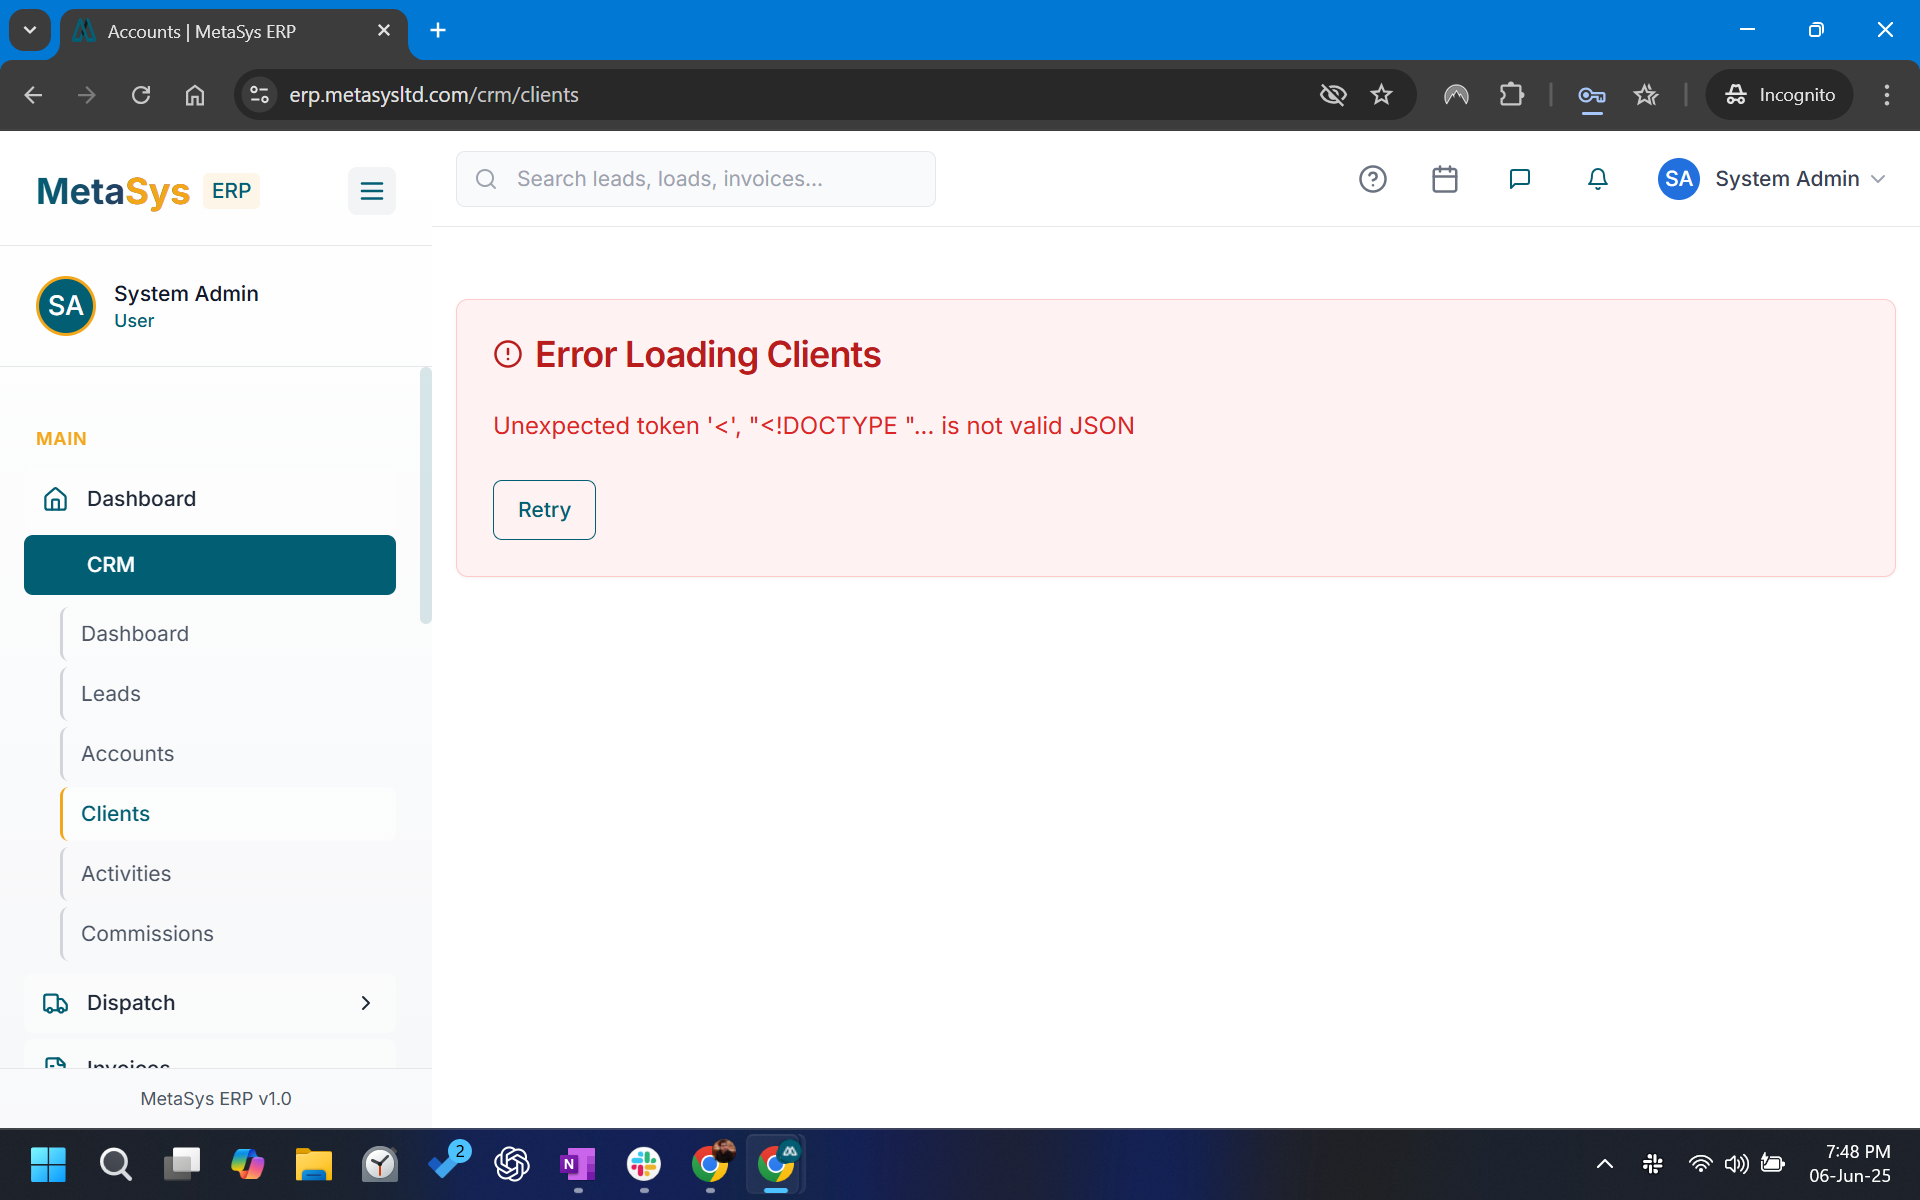 Accounts | MetaSys ERP
erp.metasysltd.com/crm/clients
Incognito
MetaSys ERP
Search leads, loads, invoices...
SA System Admin
SA
System Admin
User
Error Loading Clients
Unexpected token '<', "<!DOCTYPE "... is not valid JSON
Retry
MAIN
Dashboard
CRM
Dashboard
Leads
Accounts
Clients
Activities
Commissions
Dispatch
Invoices
MetaSys ERP v1.0
2
N
7:48 PM
06-Jun-25